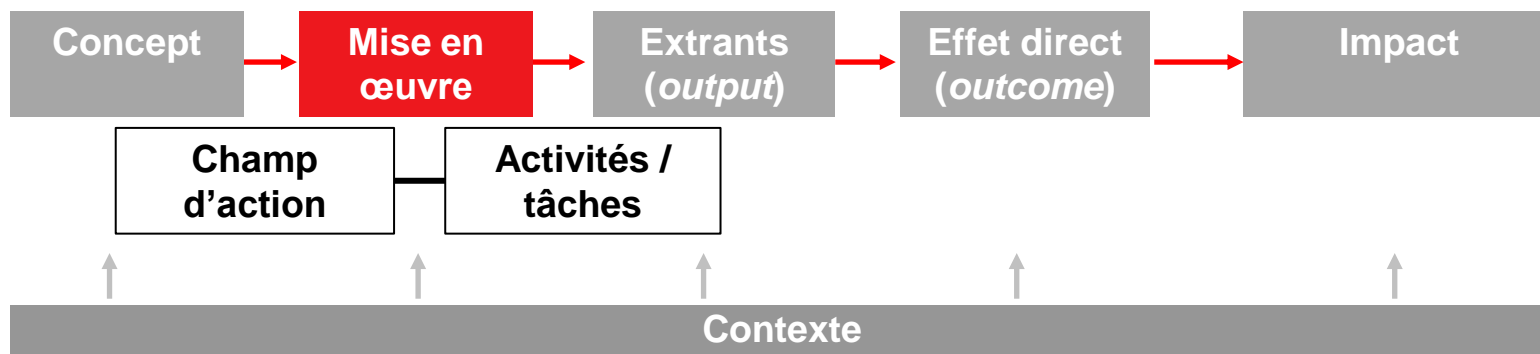 Concept
Mise en
œuvre
Extrants
(output)
Effet direct
(outcome)
Impact
Champ
d’action
Activités /
tâches
Contexte